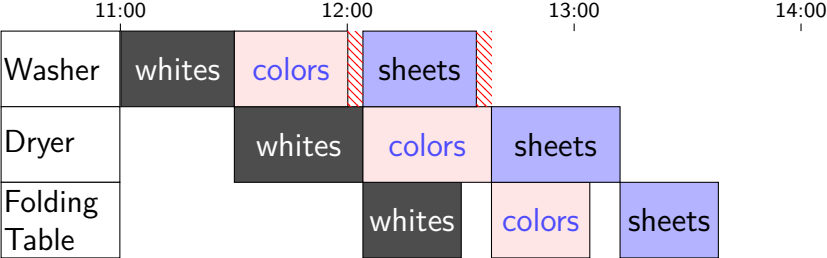 11:00 12:00 13:00 14:00
Washer whites colors sheets
Dryer whites colors sheets
Folding
Table
whites colors sheets